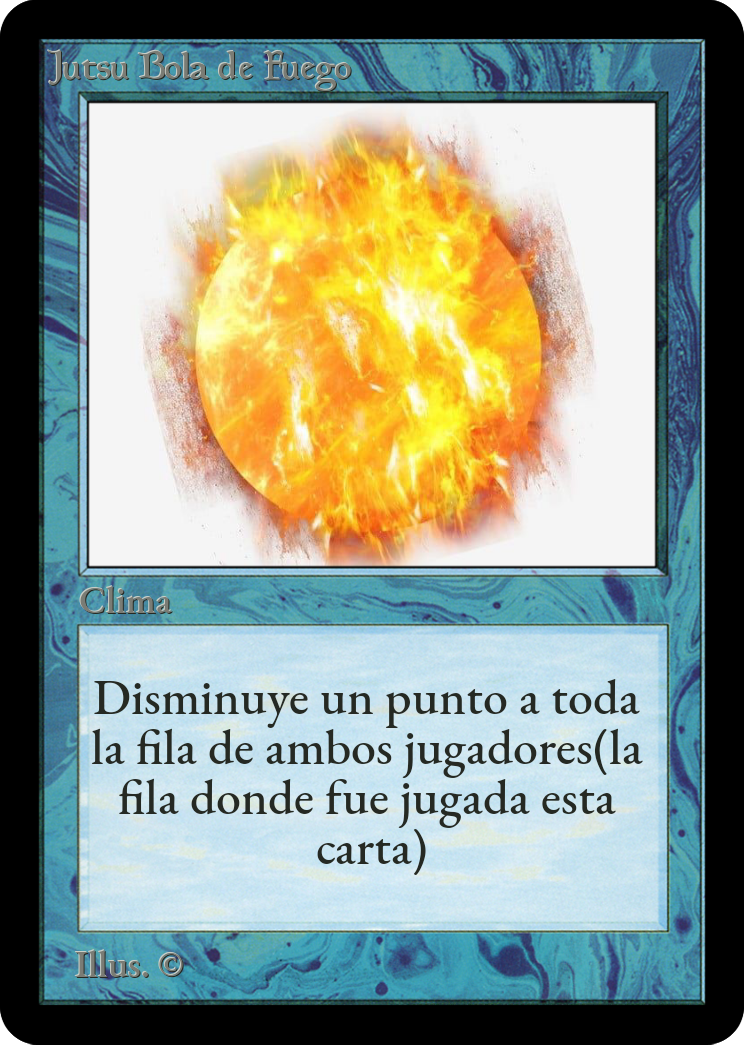 Jutsu Bola de Fuego
Clima
Disminuye un punto a toda
la fila de ambos jugadores(la
fila donde fue jugada esta
carta)
Illus. ©